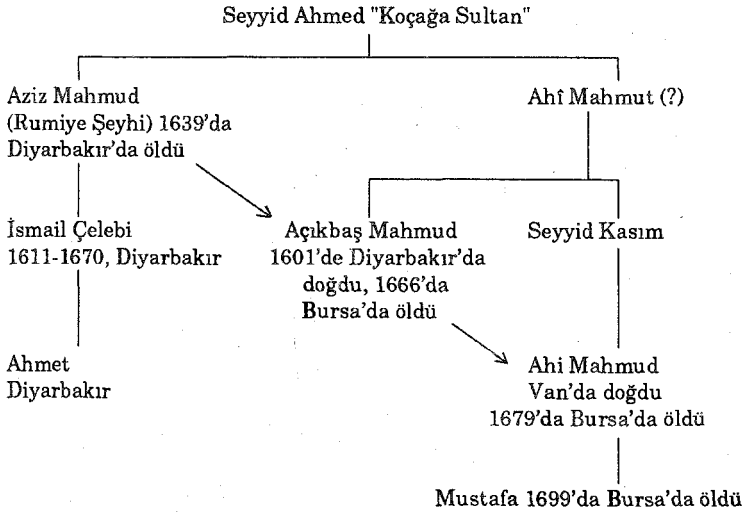 Seyyid Ahmed "Koçağa Sultan"
Aziz Mahmud
(Rumiye Şeyhi) 1639'da
Diyarbakır'da öldü
Ahî Mahmut (?)
İsmail Çelebi
1611-1670, Diyarbakır
Açıkbaş Mahmud
1601'de Diyarbakır'da
doğdu, 1666'da
Bursa'da öldü
Seyyid Kasım
Ahmet
Diyarbakır
Ahi Mahmud
Van'da doğdu
1679'da Bursa'da öldü
Mustafa 1699'da Bursa'da öldü